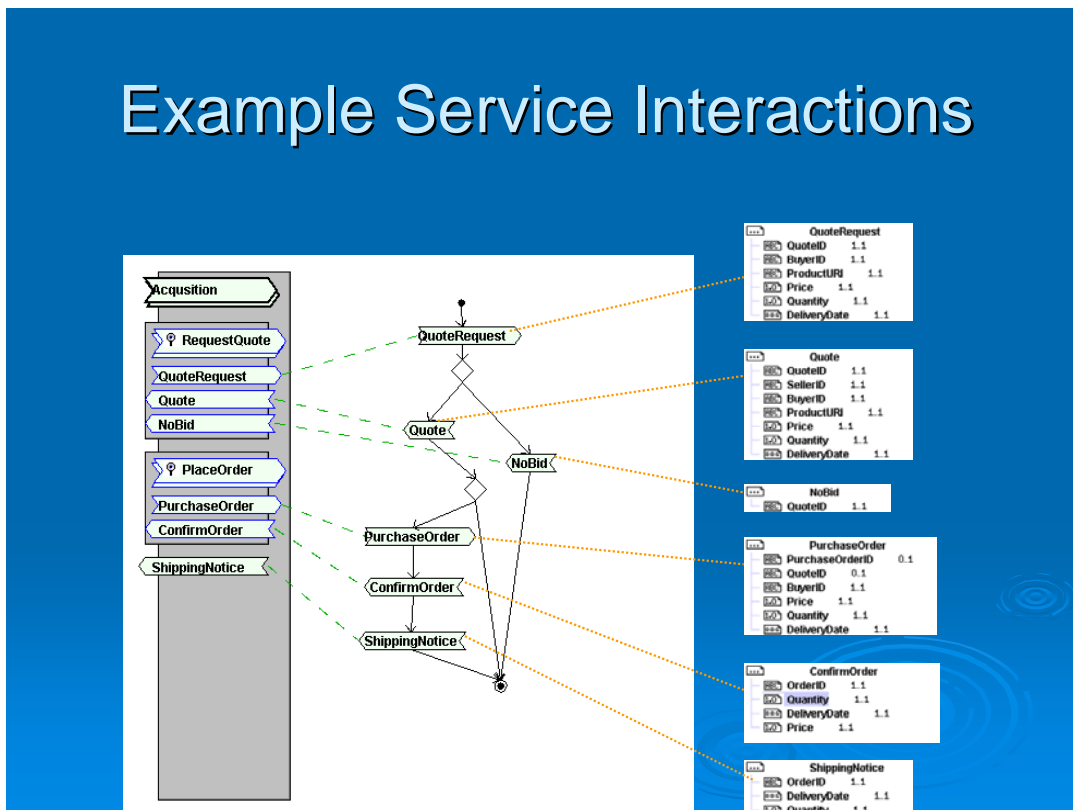 Example Service Interactions
Acqusition
RequestQuote
QuoteRequest
Quote
NoBid
PlaceOrder
PurchaseOrder
ConfirmOrder
ShippingNotice
QuoteRequest
Quote
NoBid
PurchaseOrder
ConfirmOrder
ShippingNotice
QuoteRequest
QuoteID 1.1
BuyerID 1.1
ProductURI 1.1
Price 1.1
Quantity 1.1
DeliveryDate 1.1
Quote
QuoteID 1.1
SellerID 1.1
BuyerID 1.1
ProductURI 1.1
Price 1.1
Quantity 1.1
DeliveryDate 1.1
NoBid
QuoteID 1.1
PurchaseOrder
PurchaseOrderID 0.1
QuoteID 0.1
BuyerID 1.1
Price 1.1
Quantity 1.1
DeliveryDate 1.1
ConfirmOrder
OrderID 1.1
Quantity 1.1
DeliveryDate 1.1
Price 1.1
ShippingNotice
OrderID 1.1
DeliveryDate 1.1
Quantity 1.1